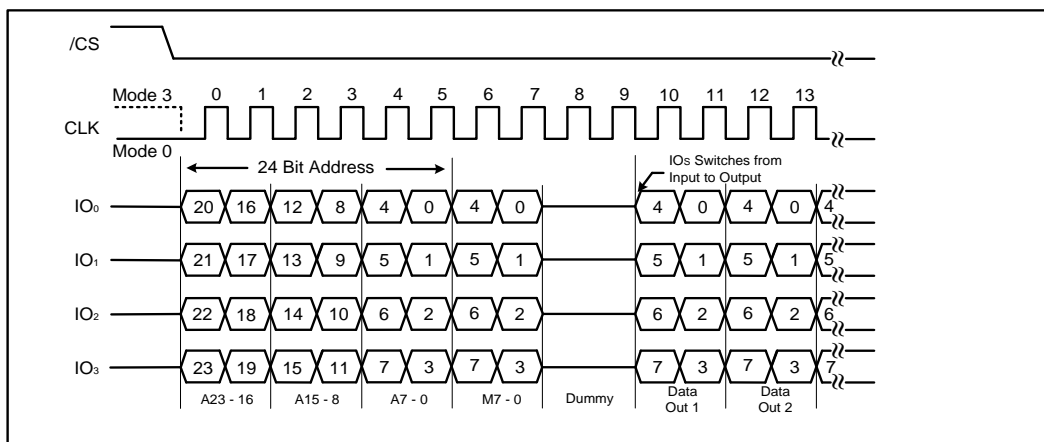 /CS
Mode 3 0 1 2 3 4 5 6 7 8 9 10 11 12 13
CLK
Mode 0
24 Bit Address
IOs Switches from
Input to Output
IO₀ 20 16 12 8 4 0 4 0 4 0 4 0 4
IO₁ 21 17 13 9 5 1 5 1 5 1 5 1 5
IO₂ 22 18 14 10 6 2 6 2 6 2 6 2 6
IO₃ 23 19 15 11 7 3 7 3 7 3 7 3 7
A23 - 16 A15 - 8 A7 - 0 M7 - 0 Dummy Data Data
Out 1 Out 2